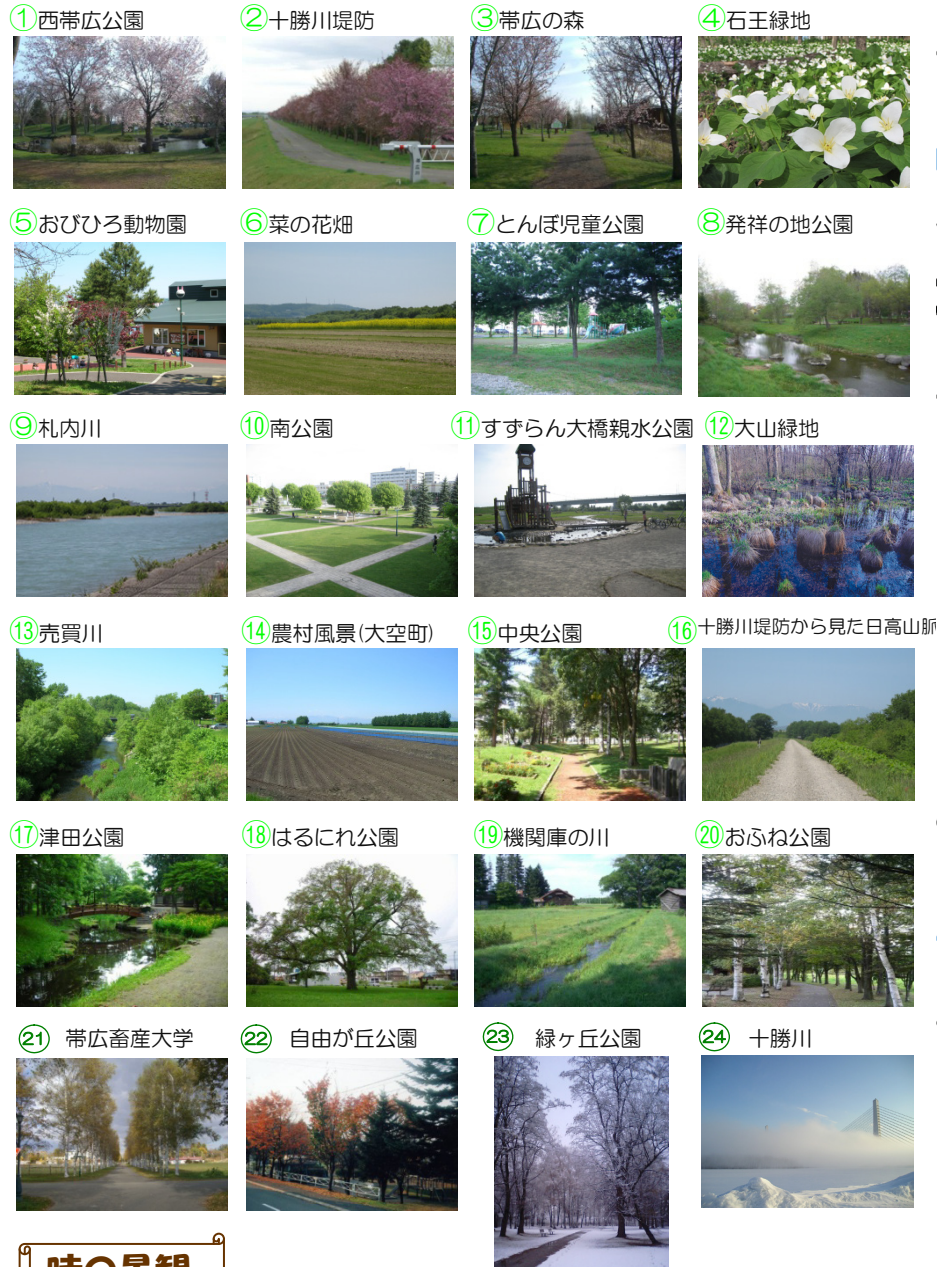 ①西帯広公園 ②十勝川堤防 ③帯広の森 ④石王緑地
⑤おびひろ動物園 ⑥菜の花畑 ⑦とんぼ児童公園 ⑧発祥の地公園
⑨札内川 ⑩南公園 ⑪すずらん大橋親水公園 ⑫大山緑地
⑬売買川 ⑭農村風景(大空町) ⑮中央公園 ⑯十勝川堤防から見た日高山脈
⑰津田公園 ⑱はるにれ公園 ⑲機関庫の川 ⑳おふね公園
㉑ 帯広畜産大学 ㉒ 自由が丘公園 ㉓ 緑ヶ丘公園 ㉔ 十勝川